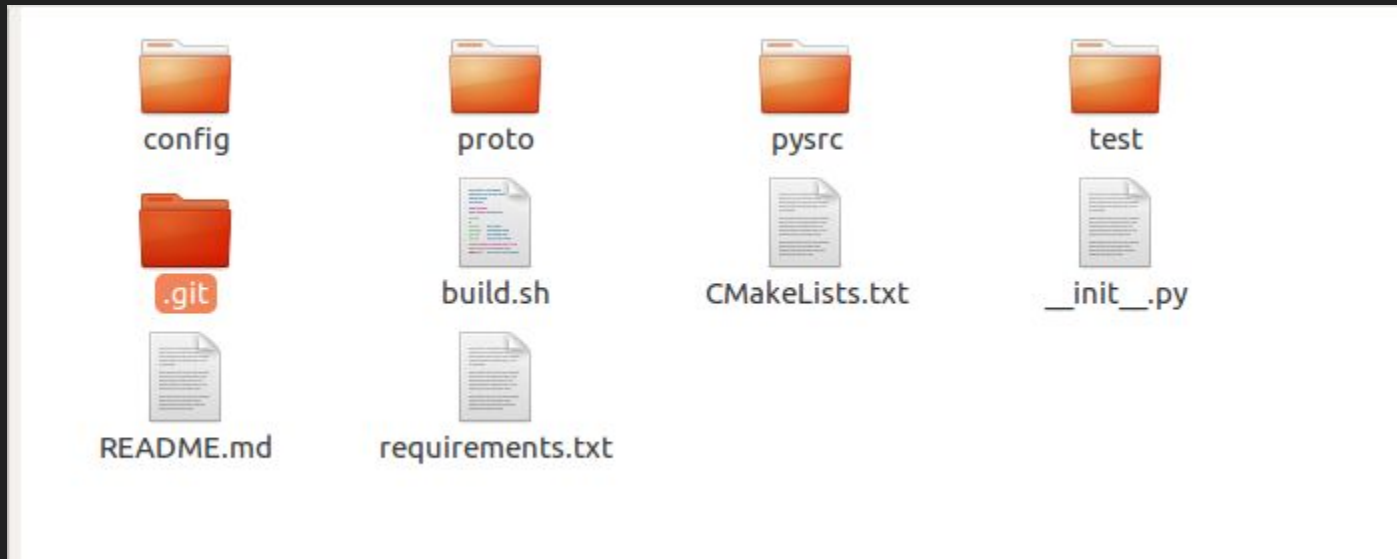 config proto pysrc test
.git build.sh CMakeLists.txt __init__.py
README.md requirements.txt